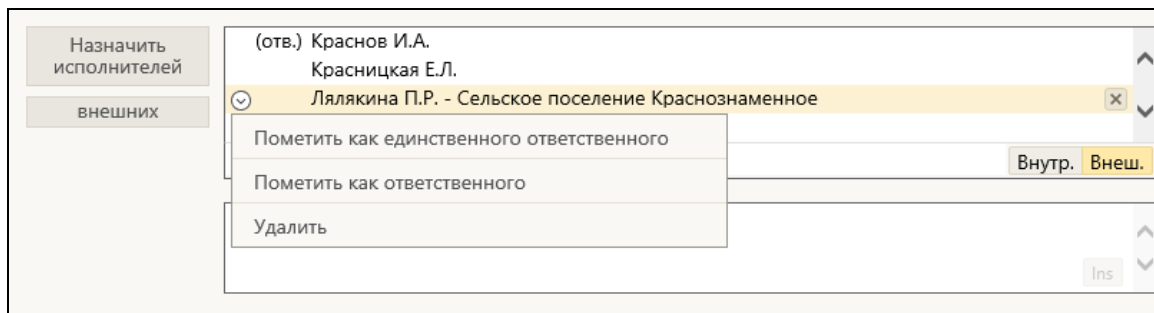 Назначить
исполнителей
внешних
(отв.) Краснов И.А.
Красницкая Е.Л.
Лялякина П.Р. - Сельское поселение Краснознаменное
Пометить как единственного ответственного
Пометить как ответственного
Удалить
Внутр. Внеш.
Ins